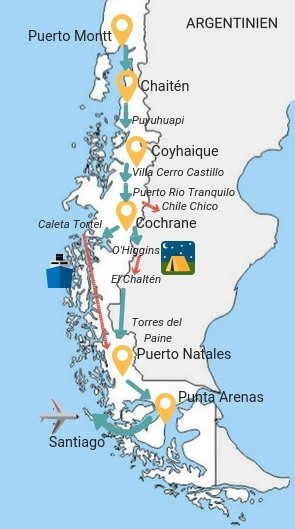 ARGENTINIEN
Puerto Montt
Chaitén
Puyuhuapi
Coyhaique
Villa Cerro Castillo
Puerto Rio Tranquilo
Chile Chico
Caleta Tortel
Cochrane
O'Higgins
El Chaltén
Torres del
Paine
Puerto Natales
Punta Arenas
Santiago